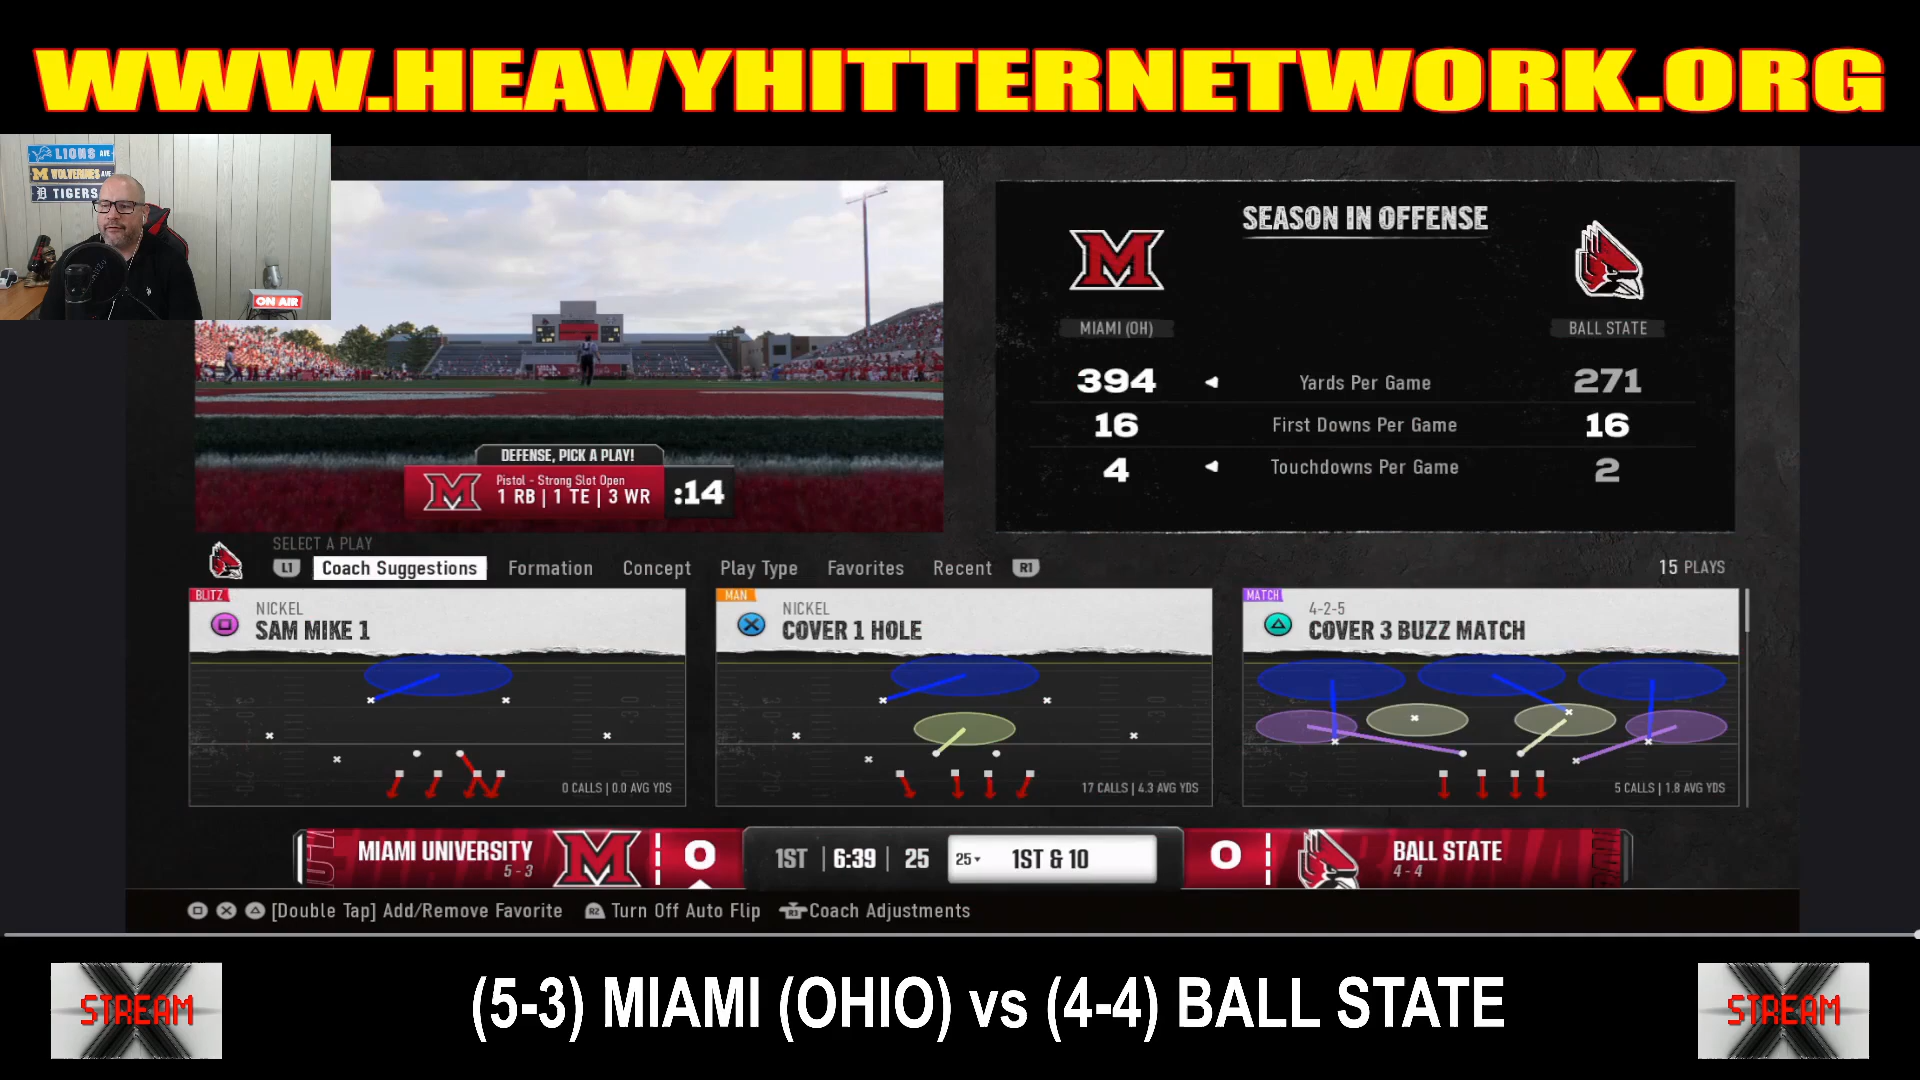 WWW.HEAVYHITTERNETWORK.ORG
LIONS AVE
M WOLVERINES AVE
D TIGERS
ON AIR
DEFENSE, PICK A PLAY!
Pistol - Strong Slot Open
1 RB | 1 TE | 3 WR
:14
SEASON IN OFFENSE
MIAMI (OH)
BALL STATE
394 Yards Per Game 271
16 First Downs Per Game 16
4 Touchdowns Per Game 2
SELECT A PLAY
L1 Coach Suggestions Formation Concept Play Type Favorites Recent R1
15 PLAYS
BLITZ
NICKEL
SAM MIKE 1
0 CALLS | 0.0 AVG YDS
MAN
NICKEL
COVER 1 HOLE
17 CALLS | 4.3 AVG YDS
MATCH
4-2-5
COVER 3 BUZZ MATCH
5 CALLS | 1.8 AVG YDS
MIAMI UNIVERSITY
5-3
M
0
1ST | 6:39 | 25
25 1ST & 10
0
BALL STATE
4-4
[Double Tap] Add/Remove Favorite R2 Turn Off Auto Flip R3 Coach Adjustments
X STREAM
(5-3) MIAMI (OHIO) vs (4-4) BALL STATE
X STREAM